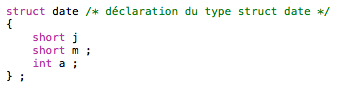 struct date /* déclaration du type struct date */
{
    short j
    short m ;
    int a ;
} ;